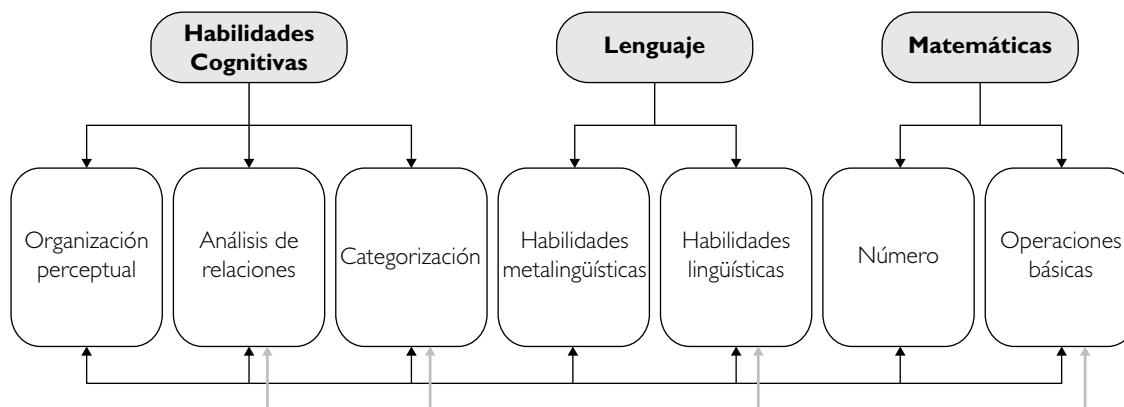 Habilidades
Cognitivas
Lenguaje
Matemáticas
Organización
perceptual
Análisis de
relaciones
Categorización
Habilidades
metalingüísticas
Habilidades
lingüísticas
Número
Operaciones
básicas